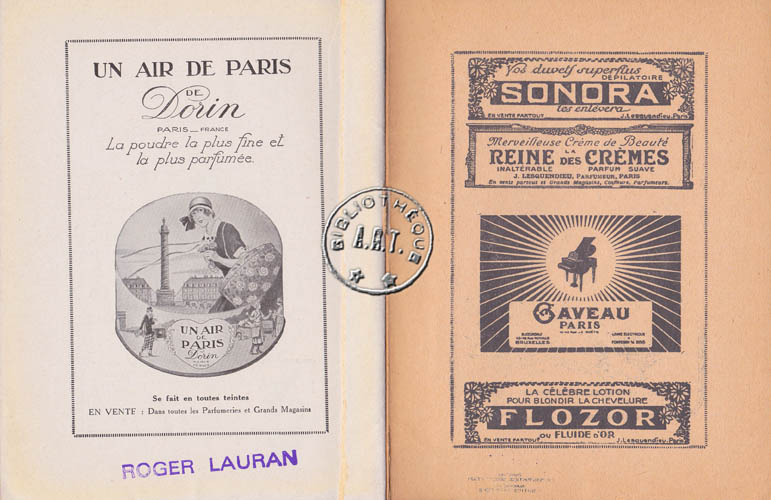 UN AIR DE PARIS
DE
Dorin
PARIS _ FRANCE
La poudre la plus fine et
la plus parfumée.
UN AIR
DE
PARIS
Dorin
Se fait en toutes teintes
EN VENTE : Dans toutes les Parfumeries et Grands Magasins
ROGER LAURAN
BIBLIOTHÈQUE
A.R.T.
Vos duvets superflus
DÉPILATOIRE
SONORA
les enlèvera
EN VENTE PARTOUT J. Lesquendieu, Paris
Merveilleuse Crème de Beauté
REINE LA DES CRÈMES
INALTÉRABLE PARFUM SUAVE
J. LESQUENDIEU, PARFUMEUR, PARIS
En vente partout et Grands Magasins, Coiffeurs, Parfumeurs.
GAVEAU
PARIS
BRUXELLES
LA CÉLÈBRE LOTION
POUR BLONDIR LA CHEVELURE
FLOZOR
OU FLUIDE d'OR
EN VENTE PARTOUT J. Lesquendieu, Paris